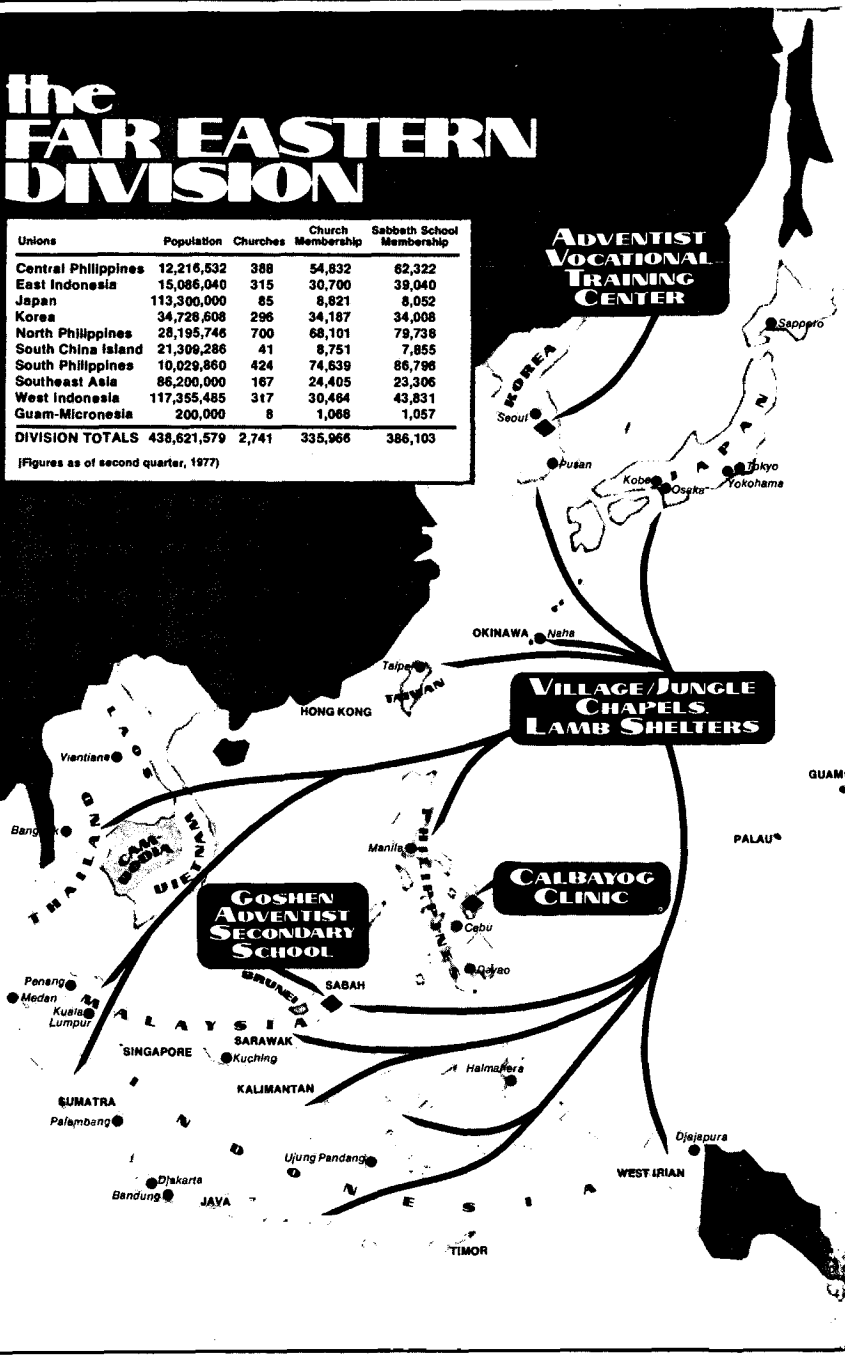 the
FAR EASTERN
DIVISION
Unions Population Churches Church Membership Sabbath School Membership
Central Philippines 12,216,532 388 54,832 62,322
East Indonesia 15,086,040 315 30,700 39,040
Japan 113,300,000 85 8,821 8,052
Korea 34,728,608 296 34,187 34,008
North Philippines 28,195,746 700 68,101 79,738
South China Island 21,309,286 41 8,751 7,855
South Philippines 10,029,860 424 74,639 86,796
Southeast Asia 86,200,000 167 24,405 23,306
West Indonesia 117,355,485 317 30,464 43,831
Guam-Micronesia 200,000 8 1,068 1,057
DIVISION TOTALS 438,621,579 2,741 335,966 386,103
(Figures as of second quarter, 1977)
ADVENTIST
VOCATIONAL
TRAINING
CENTER
Sapporo
KOREA
Seoul
Pusan
JAPAN
Kobe
Osaka
Tokyo
Yokohama
OKINAWA
Naha
Taipei
TAIWAN
HONG KONG
VILLAGE/JUNGLE
CHAPELS,
LAMB SHELTERS
LAOS
Vientiane
GUAM
Bangkok
THAILAND
CAM-
BODIA
VIETNAM
Manila
PHILIPPINES
PALAU
CALBAYOG
CLINIC
GOSHEN
ADVENTIST
SECONDARY
SCHOOL
Cebu
Davao
Penang
Medan
Kuala
Lumpur
MALAYSIA
BRUNEI
SABAH
SARAWAK
SINGAPORE
Kuching
KALIMANTAN
Halmahera
SUMATRA
Palembang
INDONESIA
Djajapura
Ujung Pandang
WEST IRIAN
Djakarta
Bandung
JAVA
TIMOR